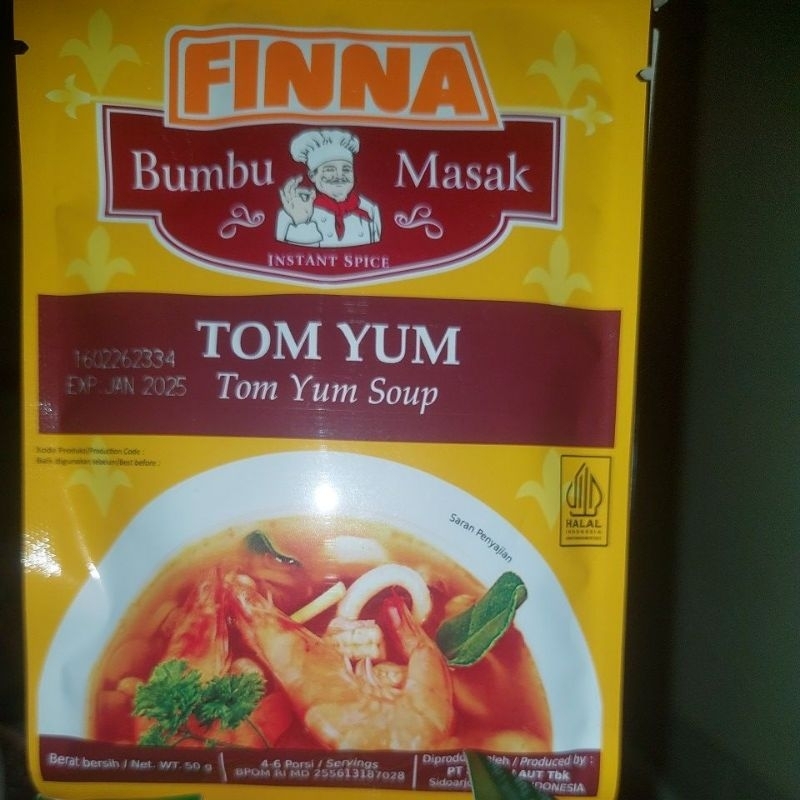 FINNA
Bumbu Masak
INSTANT SPICE
TOM YUM
Tom Yum Soup
1602262334
EXP. JAN 2025
Kode Produksi/Production Code :
Baik digunakan sebelum/Best before :
HALAL
INDONESIA
Saran Penyajian
Berat bersih / Net. WT. 50 g
4-6 Porsi / Servings
BPOM RI MD 255613187028
oleh / Produced by :
PT AUT Tbk
INDONESIA